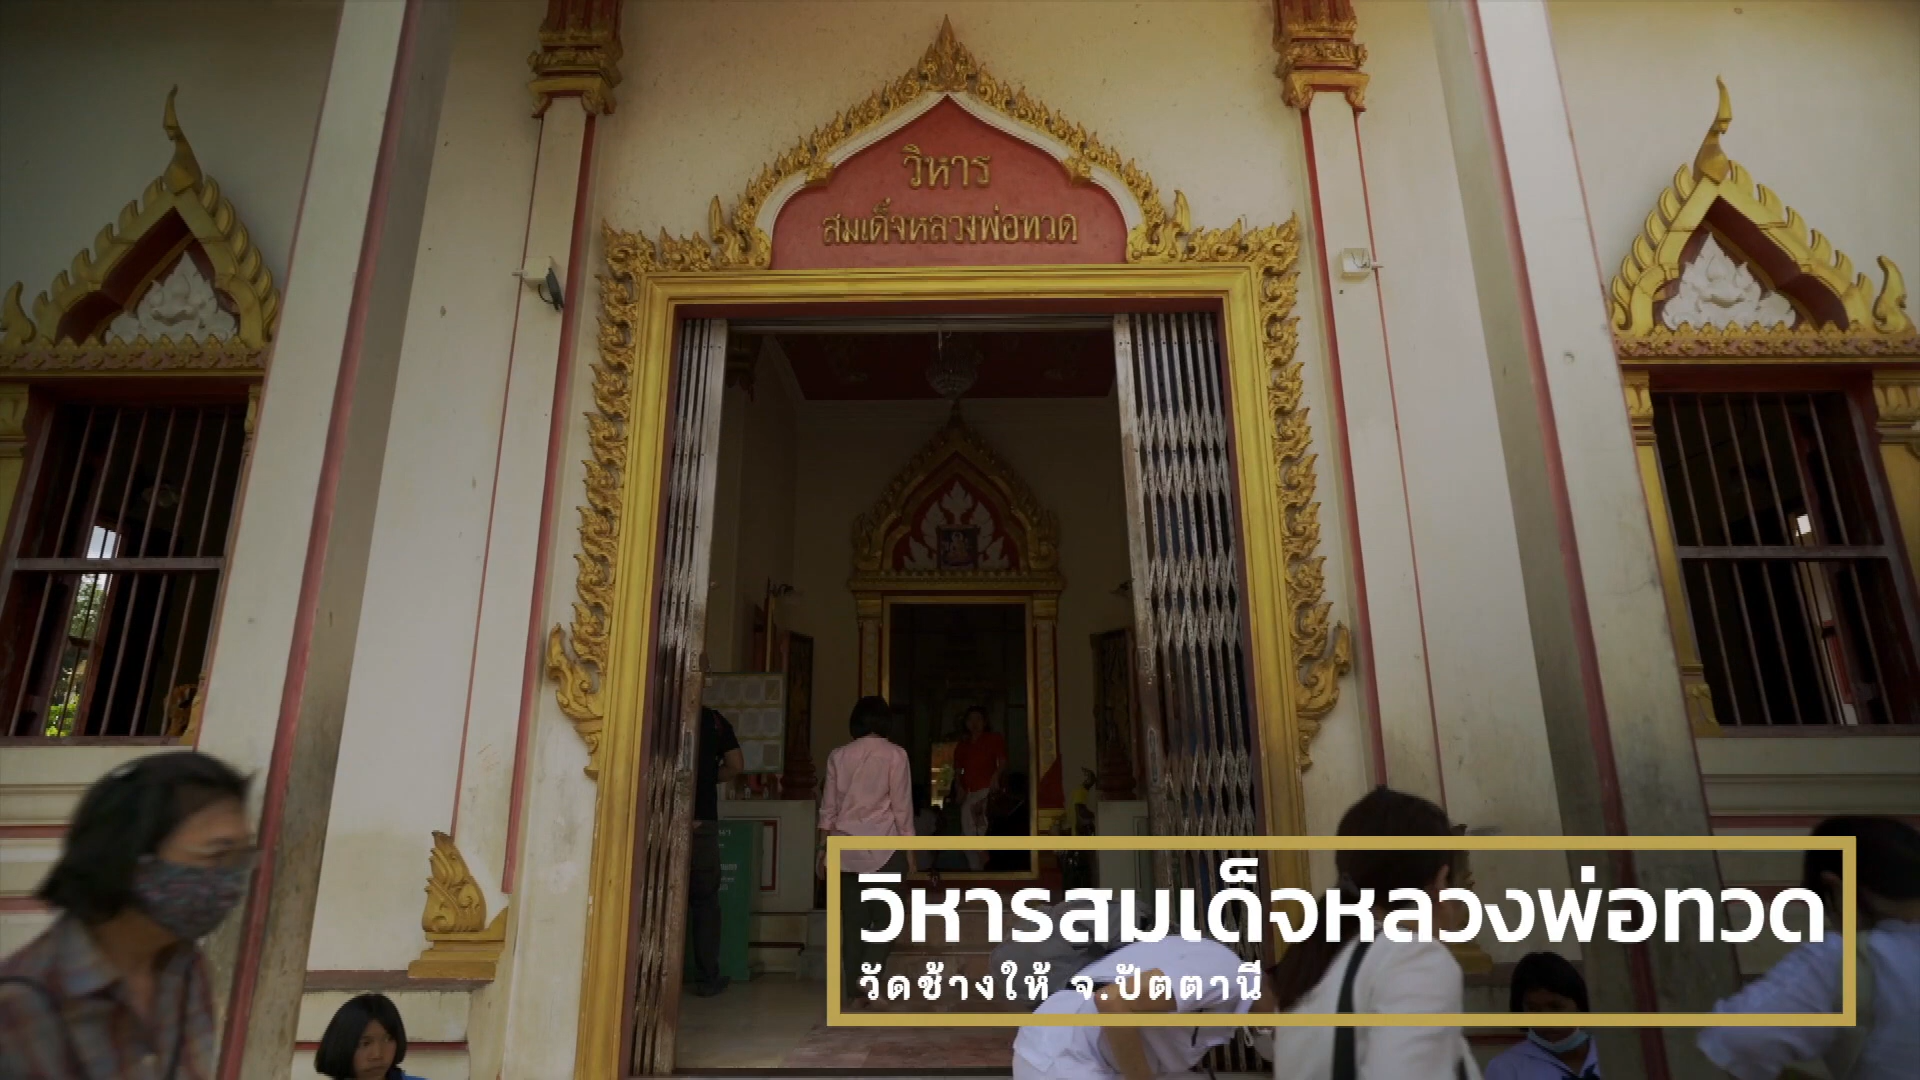 วิหาร
สมเด็จหลวงพ่อทวด
วิหารสมเด็จหลวงพ่อทวด
วัดช้างให้ จ.ปัตตานี